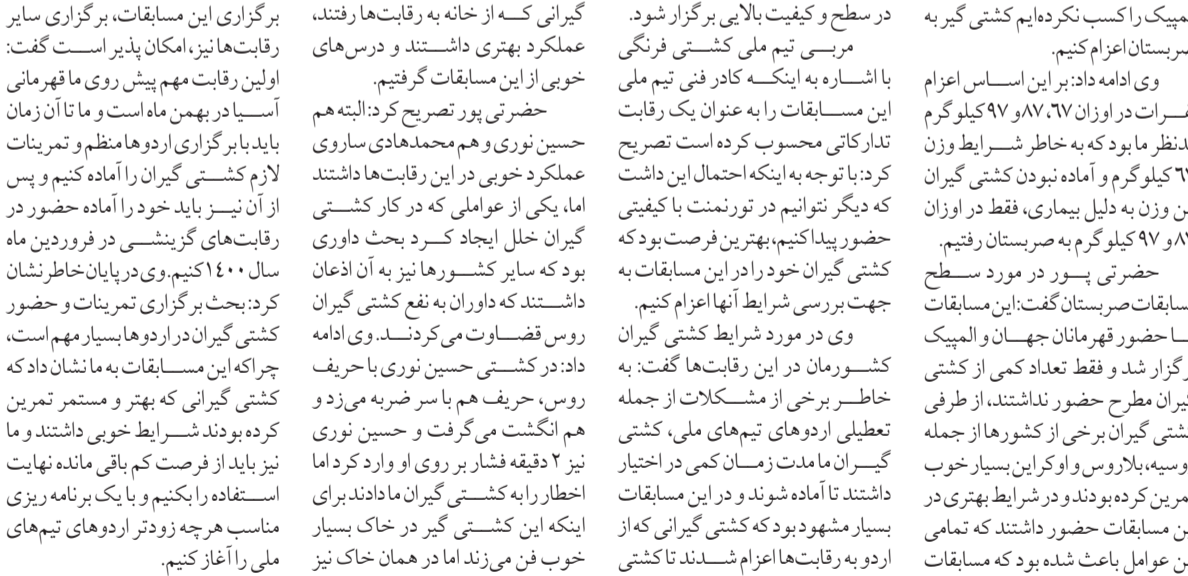 را کسب نکرده‌ایم کشتی گیر به
صربستان اعزام کنیم.
وی ادامه داد: بر این اساس اعزام
در اوزان ۶۷، ۸۷ و ۹۷ کیلو گرم
مدنظر ما بود که به خاطر شرایط وزن
کیلو گرم و آماده نبودن کشتی گیران
وزن به دلیل بیماری، فقط در اوزان
و ۹۷ کیلو گرم به صربستان رفتیم.
حضرتی پور در مورد سطح
مسابقات صربستان گفت: این مسابقات
با حضور قهرمانان جهان و المپیک
برگزار شد و فقط تعداد کمی از کشتی
گیران مطرح حضور نداشتند، از طرفی
کشتی گیران برخی از کشورها از جمله
روسیه، بلاروس و اوکراین بسیار خوب
تمرین کرده بودند و در شرایط بهتری در
این مسابقات حضور داشتند که تمامی
این عوامل باعث شده بود که مسابقات
در سطح و کیفیت بالایی برگزار شود.
مربی تیم ملی کشتی فرنگی
با اشاره به اینکه کادر فنی تیم ملی
این مسابقات را به عنوان یک رقابت
تدارکاتی محسوب کرده است تصریح
کرد: با توجه به اینکه احتمال این داشت
که دیگر نتوانیم در تورنمنت با کیفیتی
حضور پیدا کنیم، بهترین فرصت بود که
کشتی گیران خود را در این مسابقات به
جهت بررسی شرایط آنها اعزام کنیم.
وی در مورد شرایط کشتی گیران
کشورمان در این رقابت‌ها گفت: به
خاطر برخی از مشکلات از جمله
تعطیلی اردوهای تیم‌های ملی، کشتی
گیران ما مدت زمان کمی در اختیار
داشتند تا آماده شوند و در این مسابقات
بسیار مشهود بود که کشتی گیرانی که از
اردو به رقابت‌ها اعزام شدند تا کشتی
گیرانی که از خانه به رقابت‌ها رفتند،
عملکرد بهتری داشتند و درس‌های
خوبی از این مسابقات گرفتیم.
حضرتی پور تصریح کرد: البته هم
حسین نوری و هم محمدهادی ساروی
عملکرد خوبی در این رقابت‌ها داشتند
اما، یکی از عواملی که در کار کشتی
گیران خلل ایجاد کرد بحث داوری
بود که سایر کشورها نیز به آن اذعان
داشتند که داوران به نفع کشتی گیران
روس قضاوت می‌کردند. وی ادامه
داد: در کشتی حسین نوری با حریف
روس، حریف هم با سر ضربه می‌زد و
هم انگشت می‌گرفت و حسین نوری
نیز ۲ دقیقه فشار بر روی او وارد کرد اما
اخطار را به کشتی گیران ما دادند برای
اینکه این کشتی گیر در خاک بسیار
خوب فن می‌زند اما در همان خاک نیز
برگزاری این مسابقات، برگزاری سایر
رقابت‌ها نیز، امکان پذیر است گفت:
اولین رقابت مهم پیش روی ما قهرمانی
آسیا در بهمن ماه است و ما تا آن زمان
باید با برگزاری اردوها منظم و تمرینات
لازم کشتی گیران را آماده کنیم و پس
از آن نیز باید خود را آماده حضور در
رقابت‌های گزینشی در فروردین ماه
سال ۱۴۰۰ کنیم. وی در پایان خاطر نشان
کرد: بحث برگزاری تمرینات و حضور
کشتی گیران در اردوها بسیار مهم است،
چراکه این مسابقات به ما نشان داد که
کشتی گیرانی که بهتر و مستمر تمرین
کرده بودند شرایط خوبی داشتند و ما
نیز باید از فرصت کم باقی مانده نهایت
استفاده را بکنیم و با یک برنامه ریزی
مناسب هرچه زودتر اردوهای تیم‌های
ملی را آغاز کنیم.